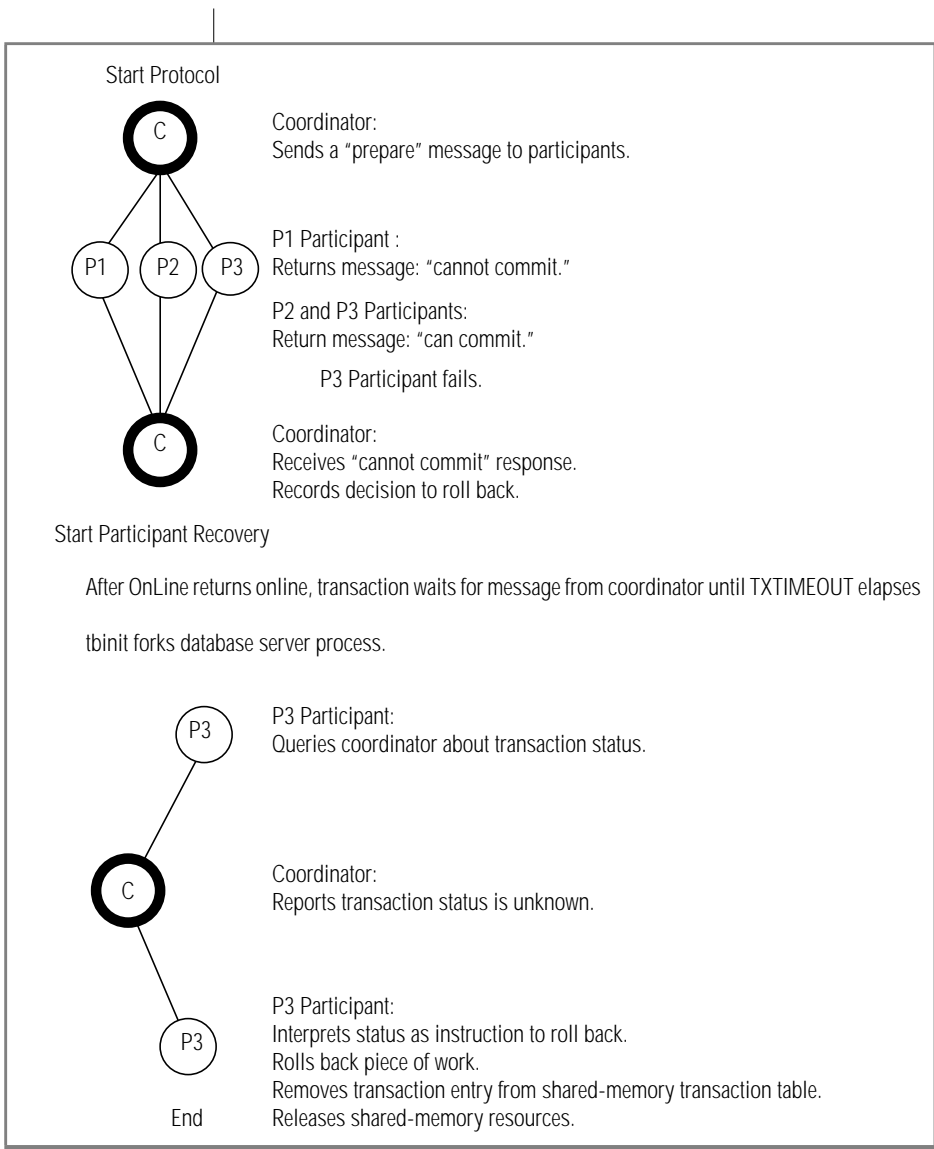 Start Protocol
C
Coordinator:
Sends a “prepare” message to participants.
P1 Participant :
P1
P2
P3
Returns message: “cannot commit.”
P2 and P3 Participants:
Return message: “can commit.”
P3 Participant fails.
C
Coordinator:
Receives “cannot commit” response.
Records decision to roll back.
Start Participant Recovery
After OnLine returns online, transaction waits for message from coordinator until TXTIMEOUT elapses
tbinit forks database server process.
P3
P3 Participant:
Queries coordinator about transaction status.
C
Coordinator:
Reports transaction status is unknown.
P3
P3 Participant:
Interprets status as instruction to roll back.
Rolls back piece of work.
Removes transaction entry from shared-memory transaction table.
End
Releases shared-memory resources.